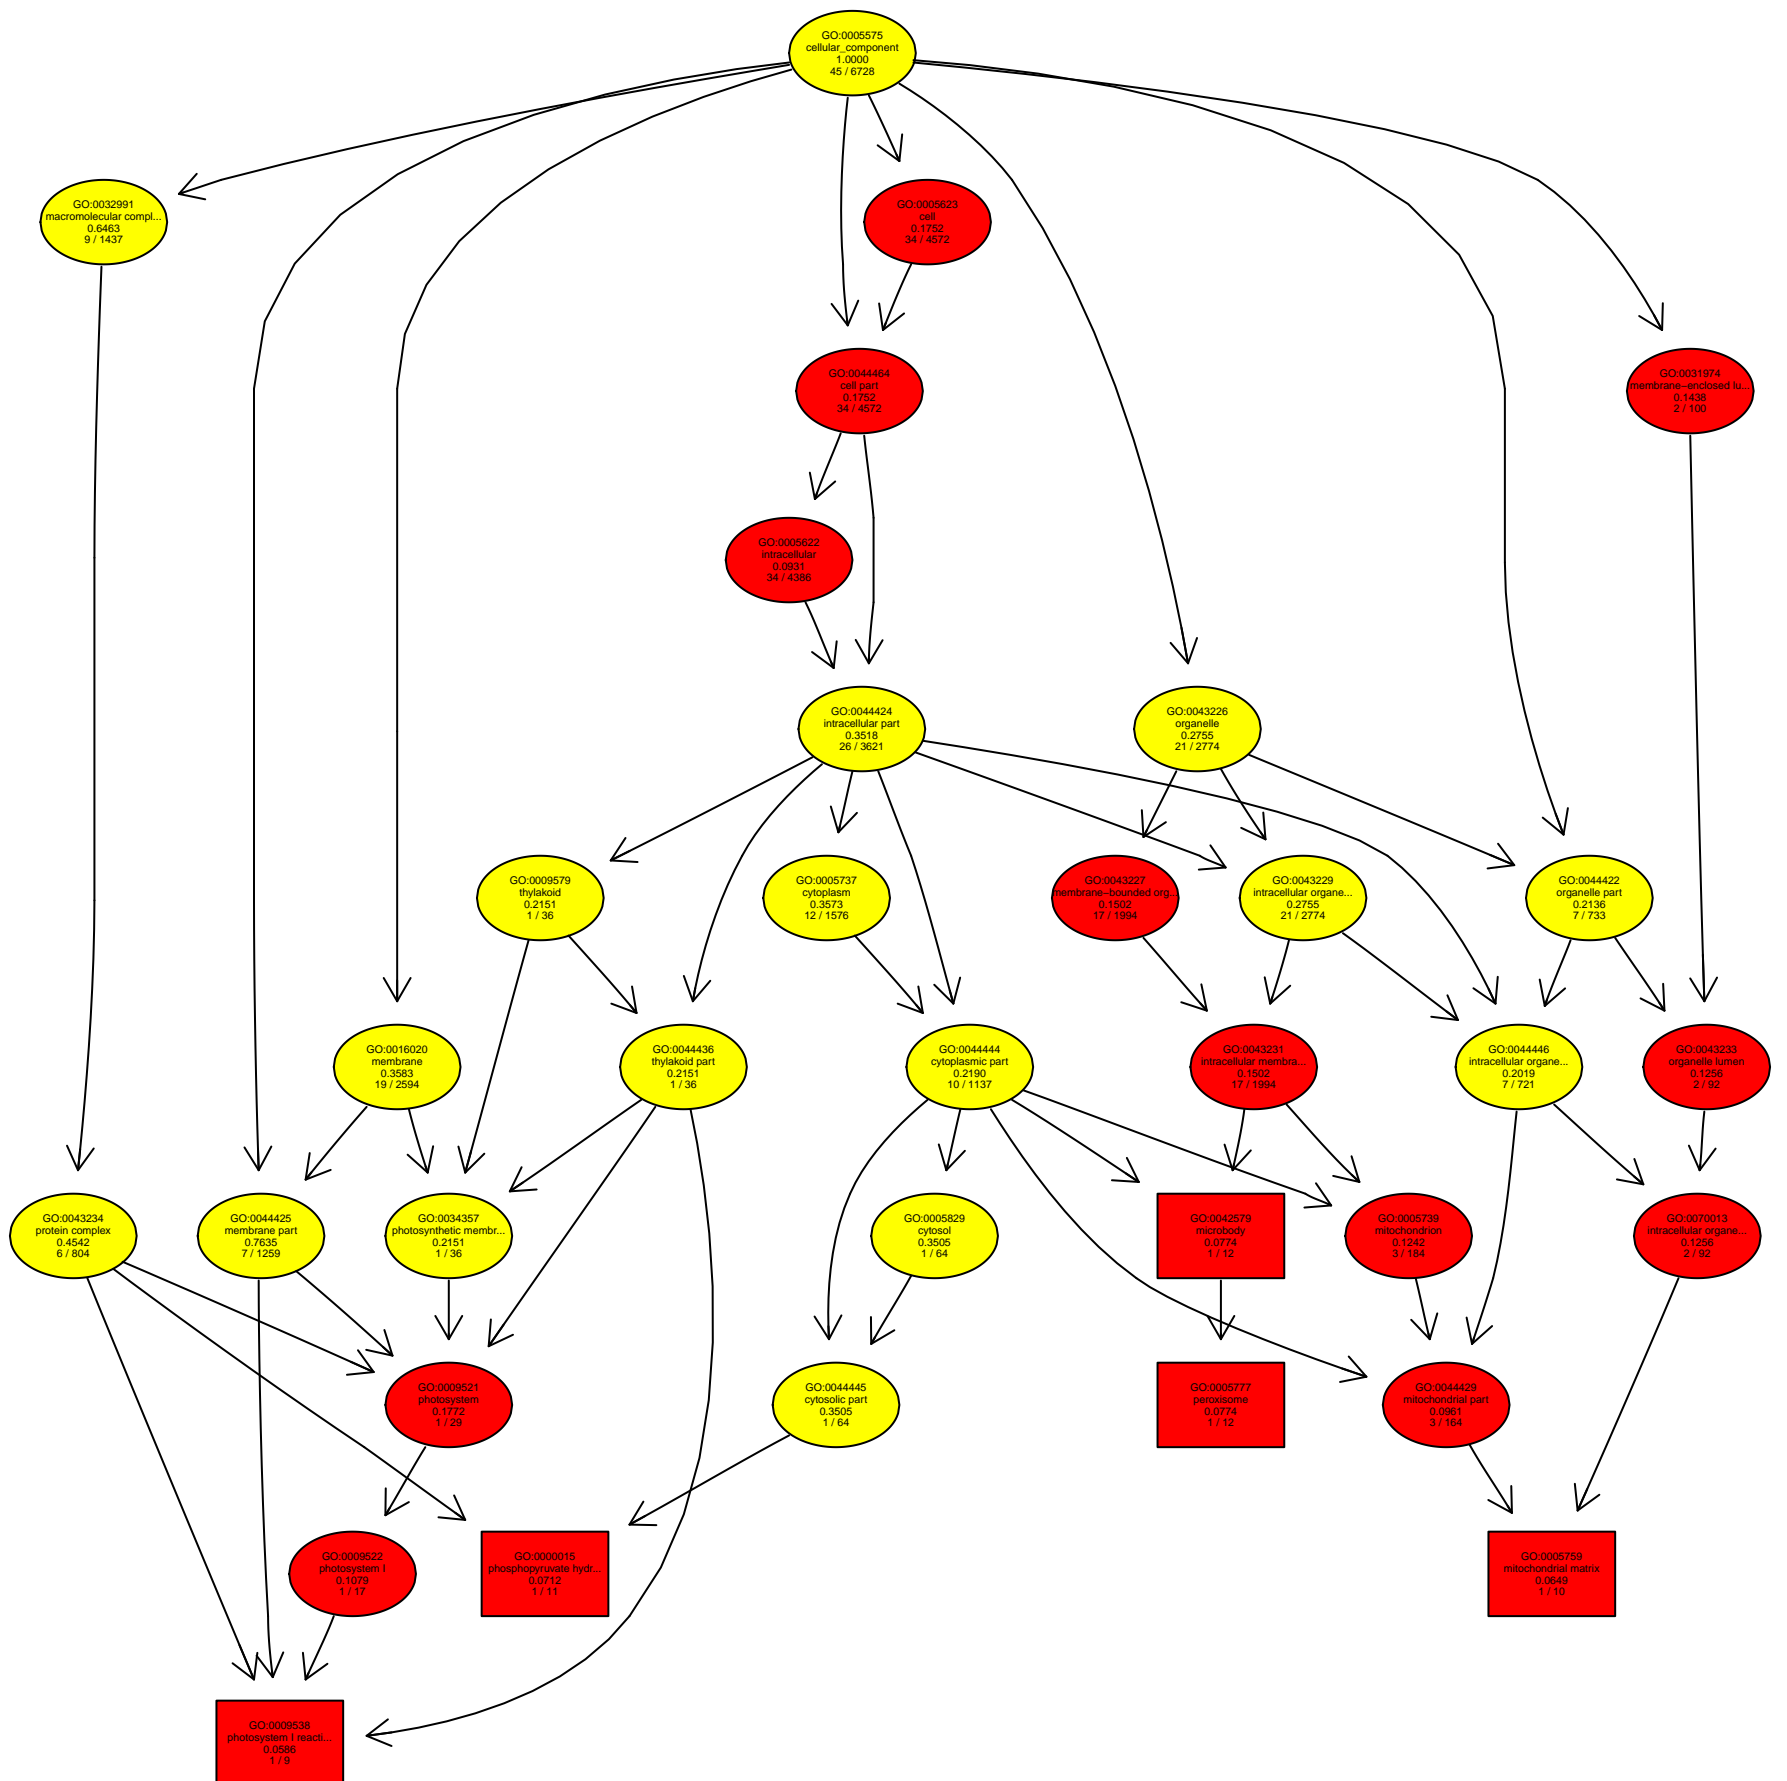 GO:0005575
cellular_component
1.0000
45 / 6728
GO:0032991
macromolecular compl...
0.6463
9 / 1437
GO:0005623
cell
0.1752
34 / 4572
GO:0044464
cell part
0.1752
34 / 4572
GO:0031974
membrane−enclosed lu...
0.1438
2 / 100
GO:0005622
intracellular
0.0931
34 / 4386
GO:0044424
intracellular part
0.3518
26 / 3621
GO:0043226
organelle
0.2755
21 / 2774
GO:0009579
thylakoid
0.2151
1 / 36
GO:0005737
cytoplasm
0.3573
12 / 1576
GO:0043227
membrane−bounded org...
0.1502
17 / 1994
GO:0043229
intracellular organe...
0.2755
21 / 2774
GO:0044422
organelle part
0.2136
7 / 733
GO:0016020
membrane
0.3583
19 / 2594
GO:0044436
thylakoid part
0.2151
1 / 36
GO:0044444
cytoplasmic part
0.2190
10 / 1137
GO:0043231
intracellular membra...
0.1502
17 / 1994
GO:0044446
intracellular organe...
0.2019
7 / 721
GO:0043233
organelle lumen
0.1256
2 / 92
GO:0043234
protein complex
0.4542
6 / 804
GO:0044425
membrane part
0.7635
7 / 1259
GO:0034357
photosynthetic membr...
0.2151
1 / 36
GO:0005829
cytosol
0.3505
1 / 64
GO:0042579
microbody
0.0774
1 / 12
GO:0005739
mitochondrion
0.1242
3 / 184
GO:0070013
intracellular organe...
0.1256
2 / 92
GO:0009521
photosystem
0.1772
1 / 29
GO:0044445
cytosolic part
0.3505
1 / 64
GO:0005777
peroxisome
0.0774
1 / 12
GO:0044429
mitochondrial part
0.0961
3 / 164
GO:0009522
photosystem I
0.1079
1 / 17
GO:0000015
phosphopyruvate hydr...
0.0712
1 / 11
GO:0005759
mitochondrial matrix
0.0649
1 / 10
GO:0009538
photosystem I reacti...
0.0586
1 / 9